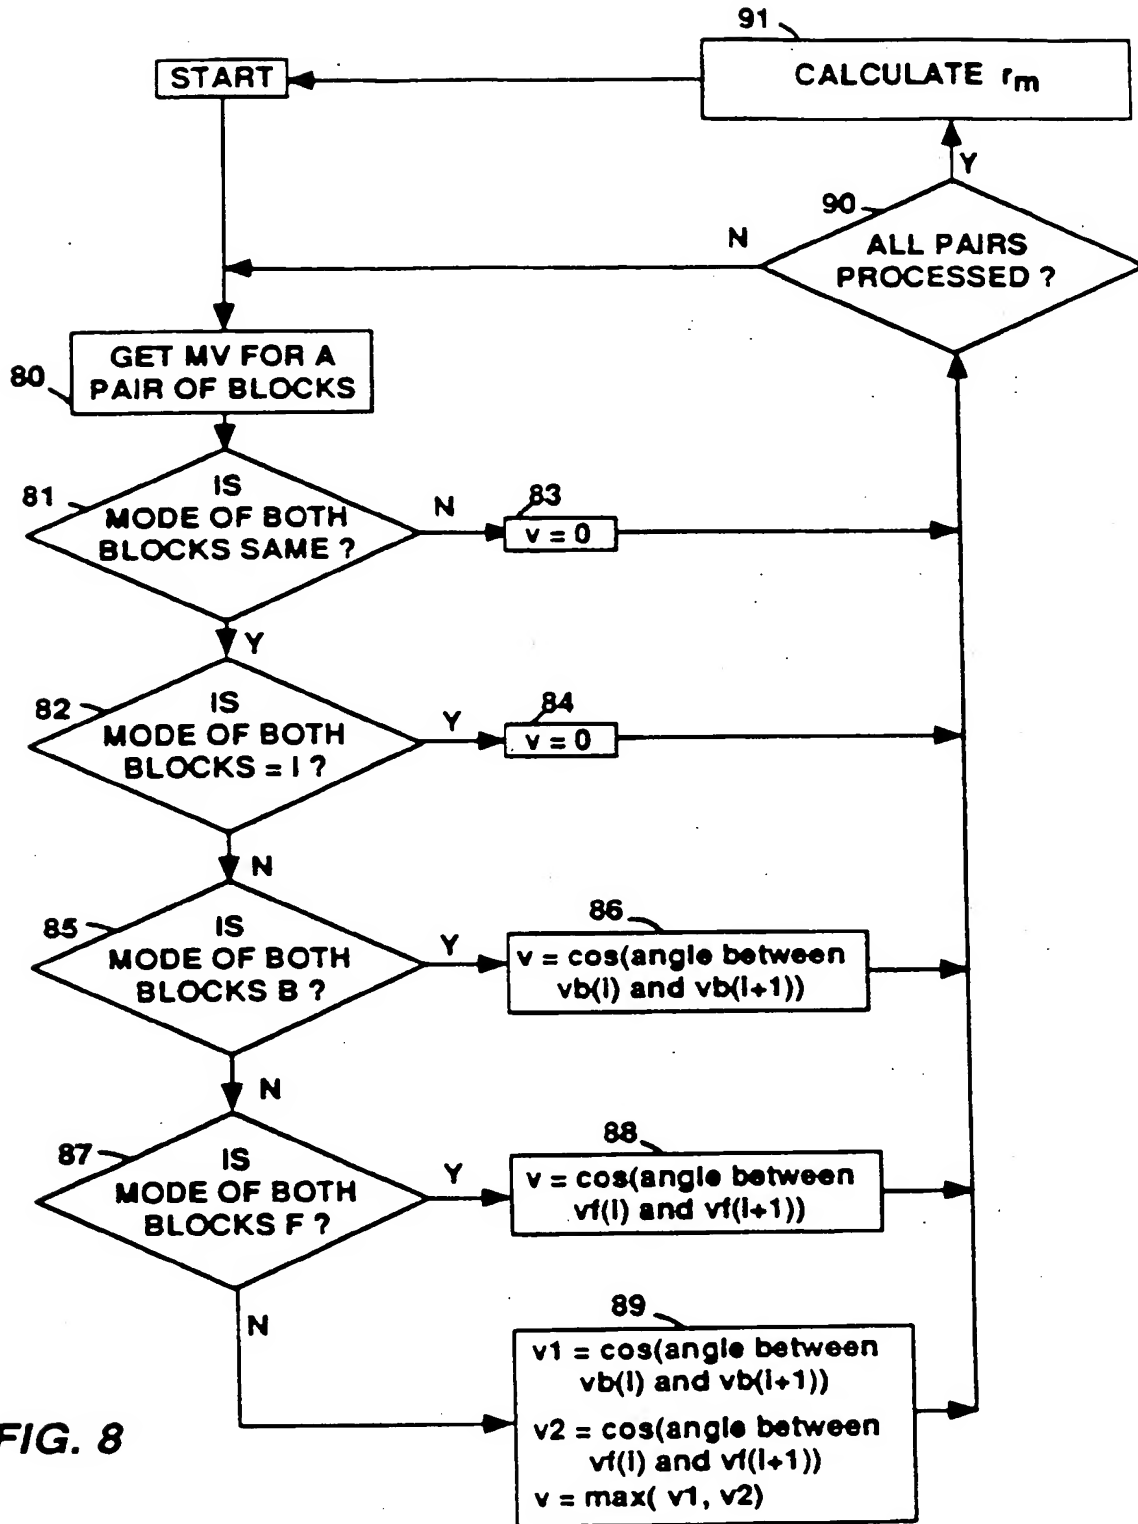 91
CALCULATE rm
START
Y
90
N
ALL PAIRS
PROCESSED ?
GET MV FOR A
PAIR OF BLOCKS
80
81
IS
MODE OF BOTH
BLOCKS SAME ?
N
83
v = 0
Y
82
IS
MODE OF BOTH
BLOCKS = I ?
Y
84
v = 0
N
85
IS
MODE OF BOTH
BLOCKS B ?
Y
86
v = cos(angle between
vb(i) and vb(i+1))
N
87
IS
MODE OF BOTH
BLOCKS F ?
Y
88
v = cos(angle between
vf(i) and vf(i+1))
N
89
v1 = cos(angle between
vb(i) and vb(i+1))
v2 = cos(angle between
vf(i) and vf(i+1))
v = max( v1, v2)
FIG. 8